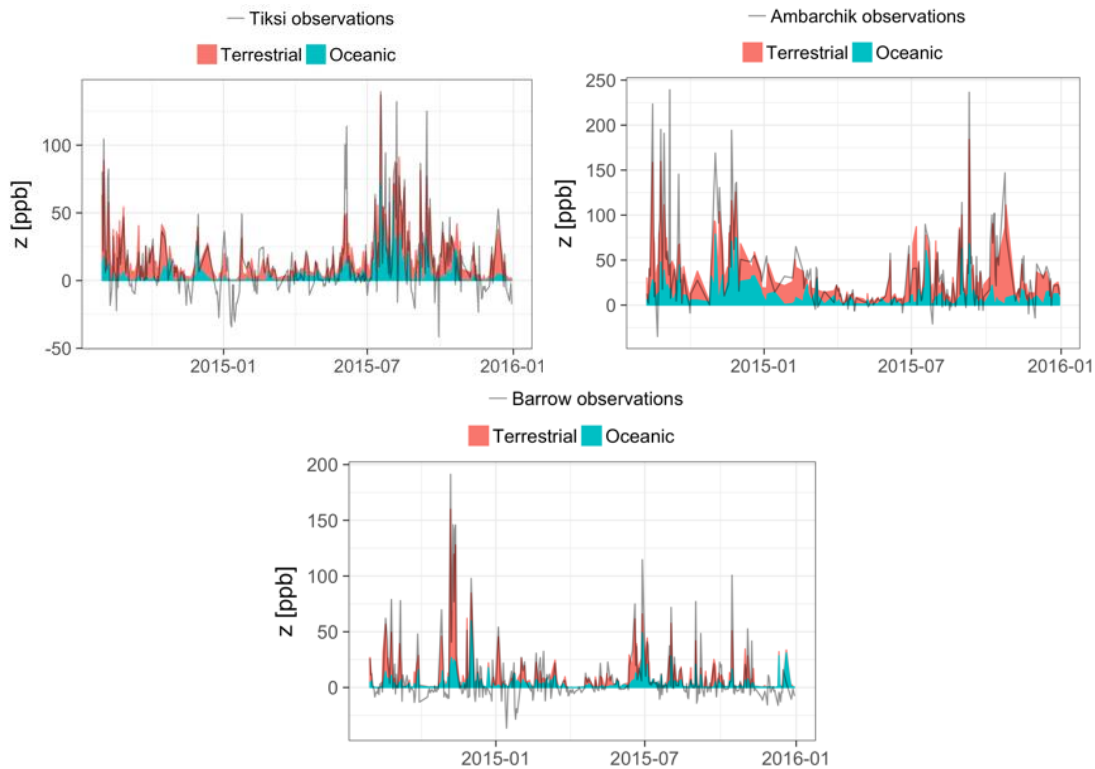 Tiksi observations
Terrestrial Oceanic
z [ppb]
100
50
0
-50
2015-01 2015-07 2016-01
Ambarchik observations
Terrestrial Oceanic
z [ppb]
250
200
150
100
50
0
2015-01 2015-07 2016-01
Barrow observations
Terrestrial Oceanic
z [ppb]
200
150
100
50
0
2015-01 2015-07 2016-01